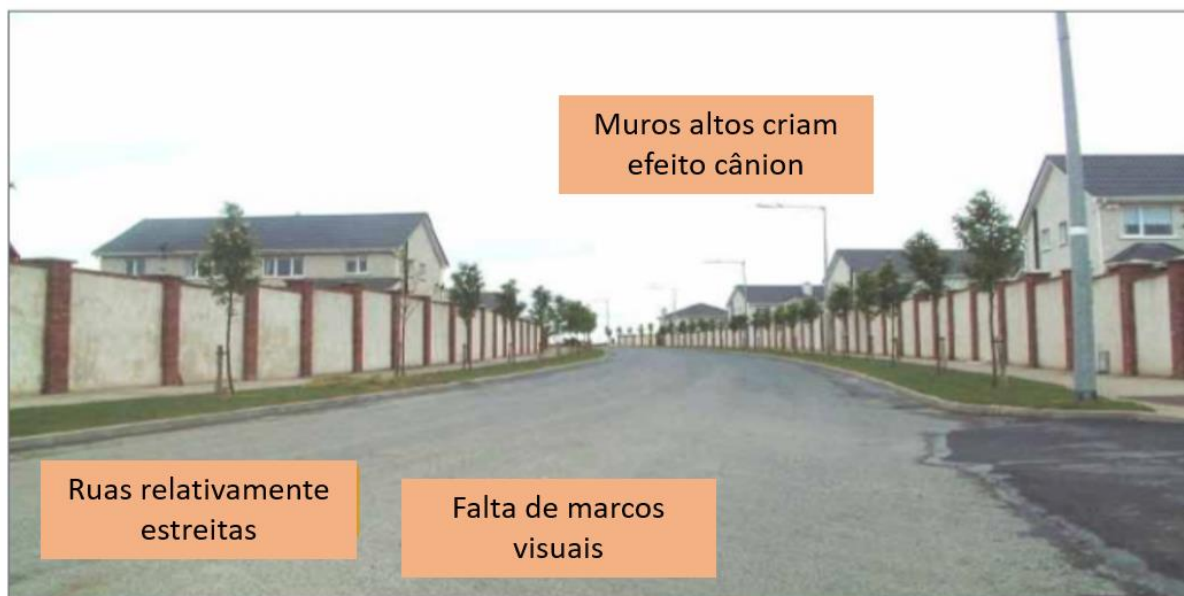 Muros altos criam
efeito cânion
Ruas relativamente
estreitas
Falta de marcos
visuais